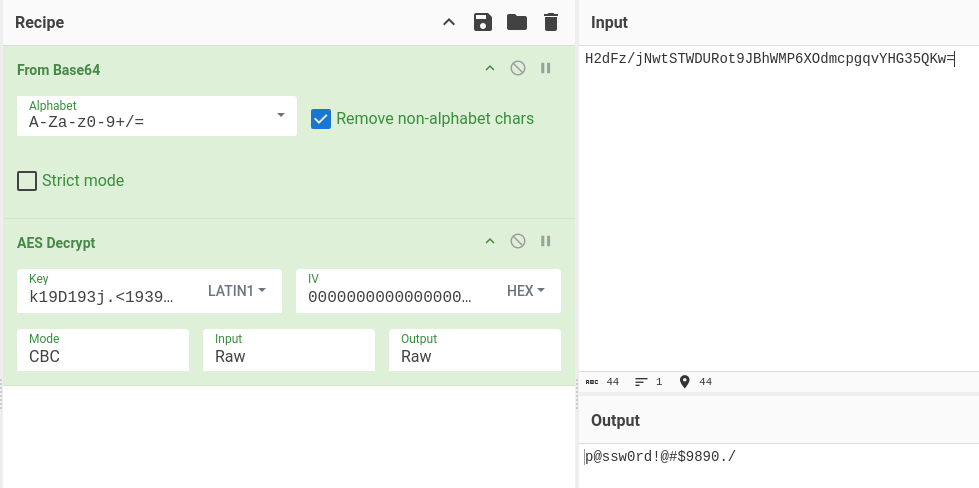 Recipe
From Base64
Alphabet
A-Za-z0-9+/=
Remove non-alphabet chars
Strict mode
AES Decrypt
Key
k19D193j.<1939…
LATIN1
IV
0000000000000000…
HEX
Mode
CBC
Input
Raw
Output
Raw
Input
H2dFz/jNwtSTWDURot9JBhWMP6XOdmcpgqvYHG35QKw=
ABC 44 1 44
Output
p@ssw0rd!@#$9890./